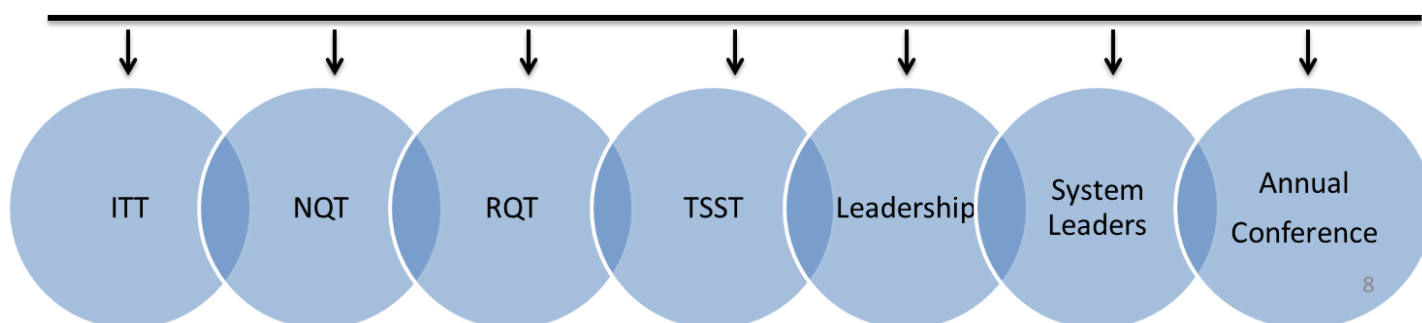 ITT
NQT
RQT
TSST
Leadership
System
Leaders
Annual
Conference
8